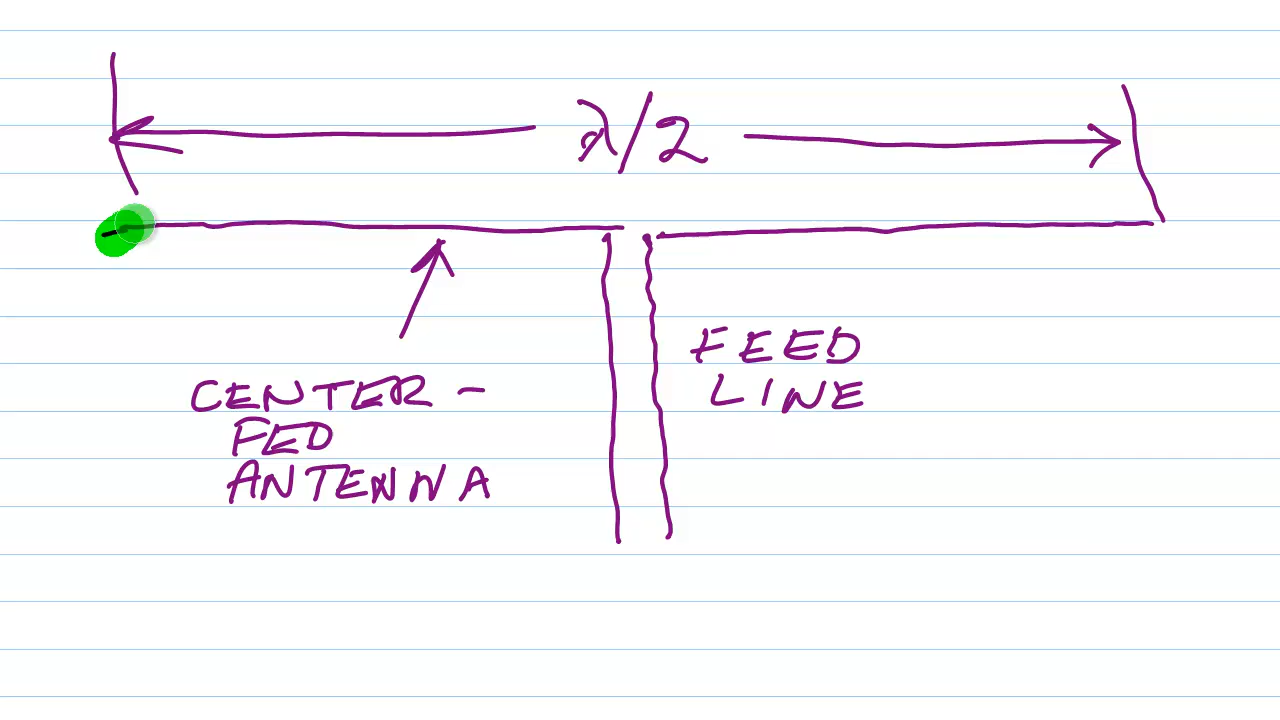 λ/2
FEED
LINE
CENTER-
FED
ANTENNA